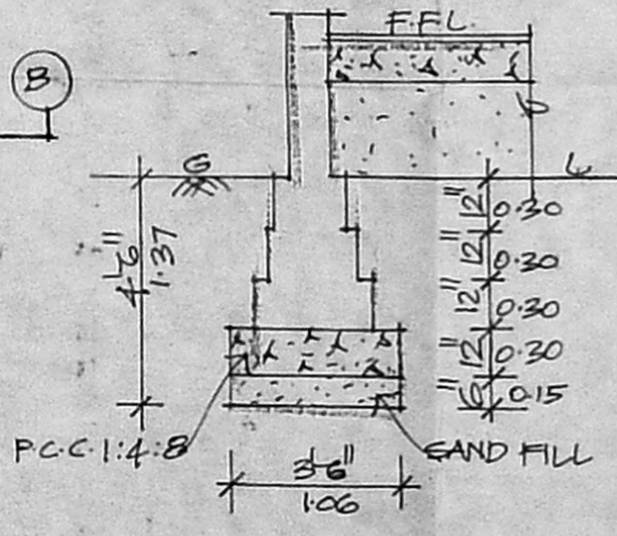 F.F.L.
B
G
L
4'6"
1.37
12" 0.30
12" 0.30
12" 0.30
12" 0.30
6" 0.15
P.C.C. 1:4:8
SAND FILL
3'-6"
1.06